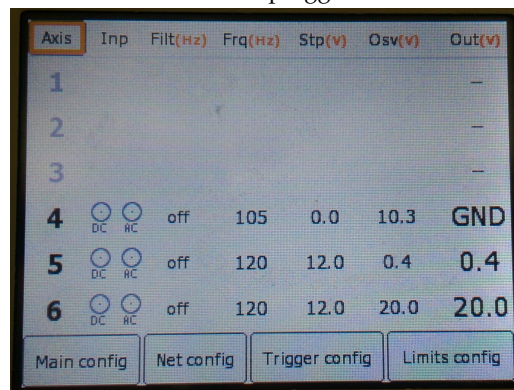 Axis Inp Filt(Hz) Frq(Hz) Stp(V) Osv(V) Out(V)
1 –
2 –
3 –
4 DC AC off 105 0.0 10.3 GND
5 DC AC off 120 12.0 0.4 0.4
6 DC AC off 120 12.0 20.0 20.0
Main config Net config Trigger config Limits config